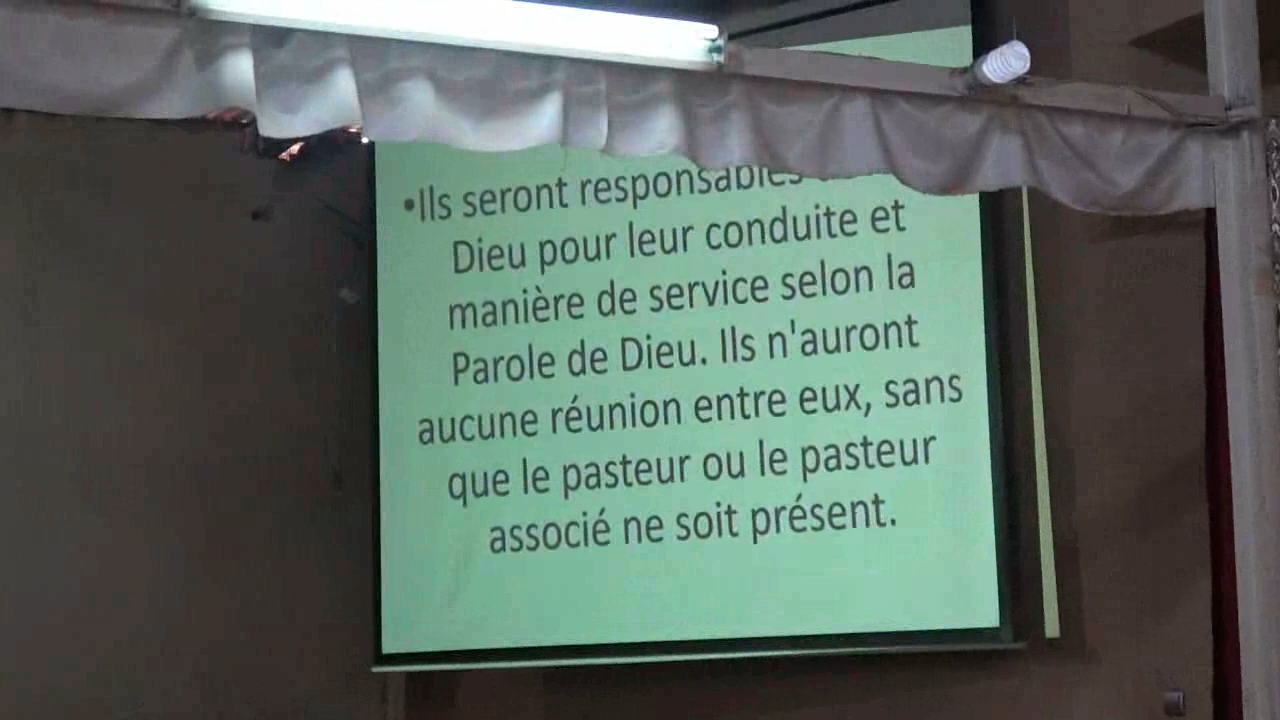 •Ils seront responsables
Dieu pour leur conduite et
manière de service selon la
Parole de Dieu. Ils n'auront
aucune réunion entre eux, sans
que le pasteur ou le pasteur
associé ne soit présent.